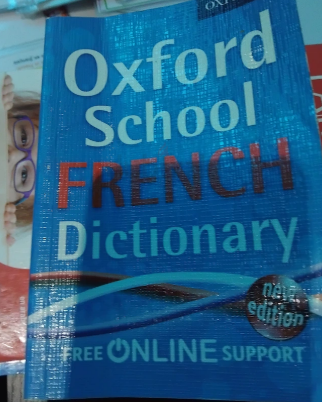 Oxford
School
FRENCH
Dictionary
new
edition
FREE ONLINE SUPPORT